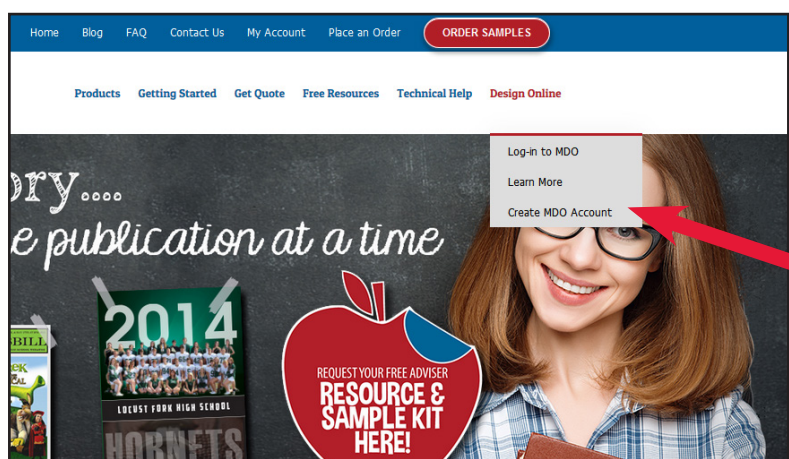 Home Blog FAQ Contact Us My Account Place an Order ORDER SAMPLES
Products Getting Started Get Quote Free Resources Technical Help Design Online
Log-in to MDO
Learn More
Create MDO Account
ory....
e publication at a time
2014
LOCUST FORK HIGH SCHOOL
HORNETS
REQUEST YOUR FREE ADVISER
RESOURCE &
SAMPLE KIT
HERE!